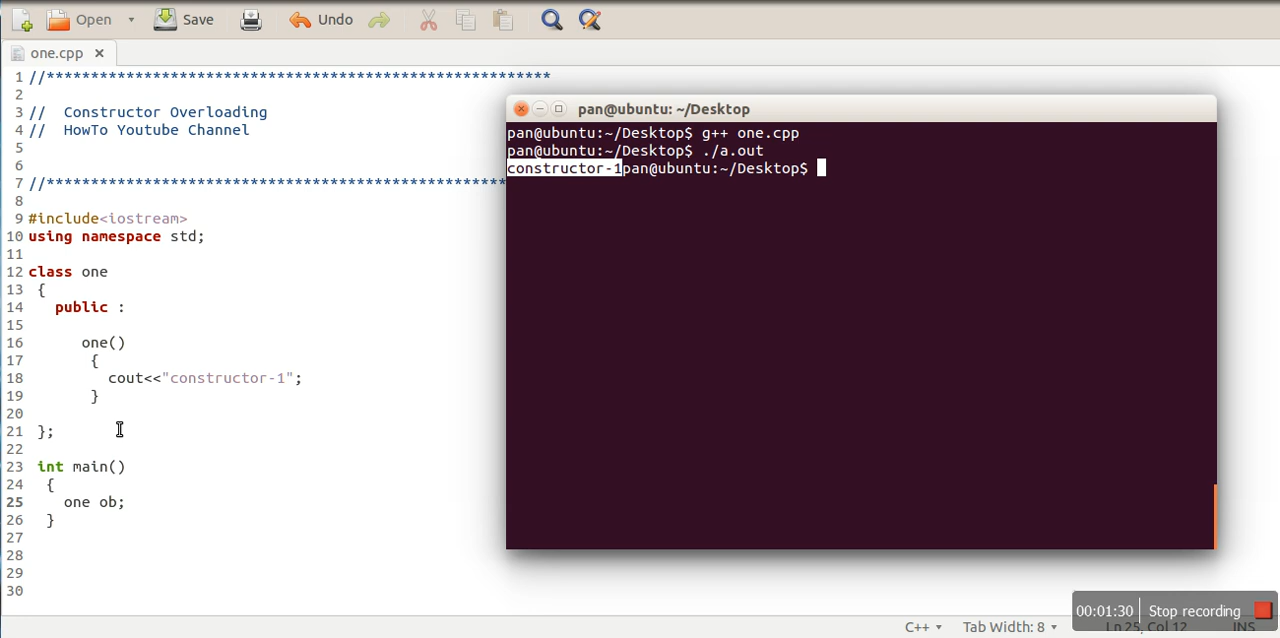 Open Save Undo
one.cpp
1 //*********************************************************
2
3 // Constructor Overloading
4 // HowTo Youtube Channel
5
6
7 //******************************************************
8
9 #include<iostream>
10 using namespace std;
11
12 class one
13 {
14 public :
15
16 one()
17 {
18 cout<<"constructor-1";
19 }
20
21 };
22
23 int main()
24 {
25 one ob;
26 }
27
28
29
30
pan@ubuntu: ~/Desktop
pan@ubuntu:~/Desktop$ g++ one.cpp
pan@ubuntu:~/Desktop$ ./a.out
constructor-1pan@ubuntu:~/Desktop$
00:01:30 Stop recording
C++ Tab Width: 8 Ln 25, Col 12 INS